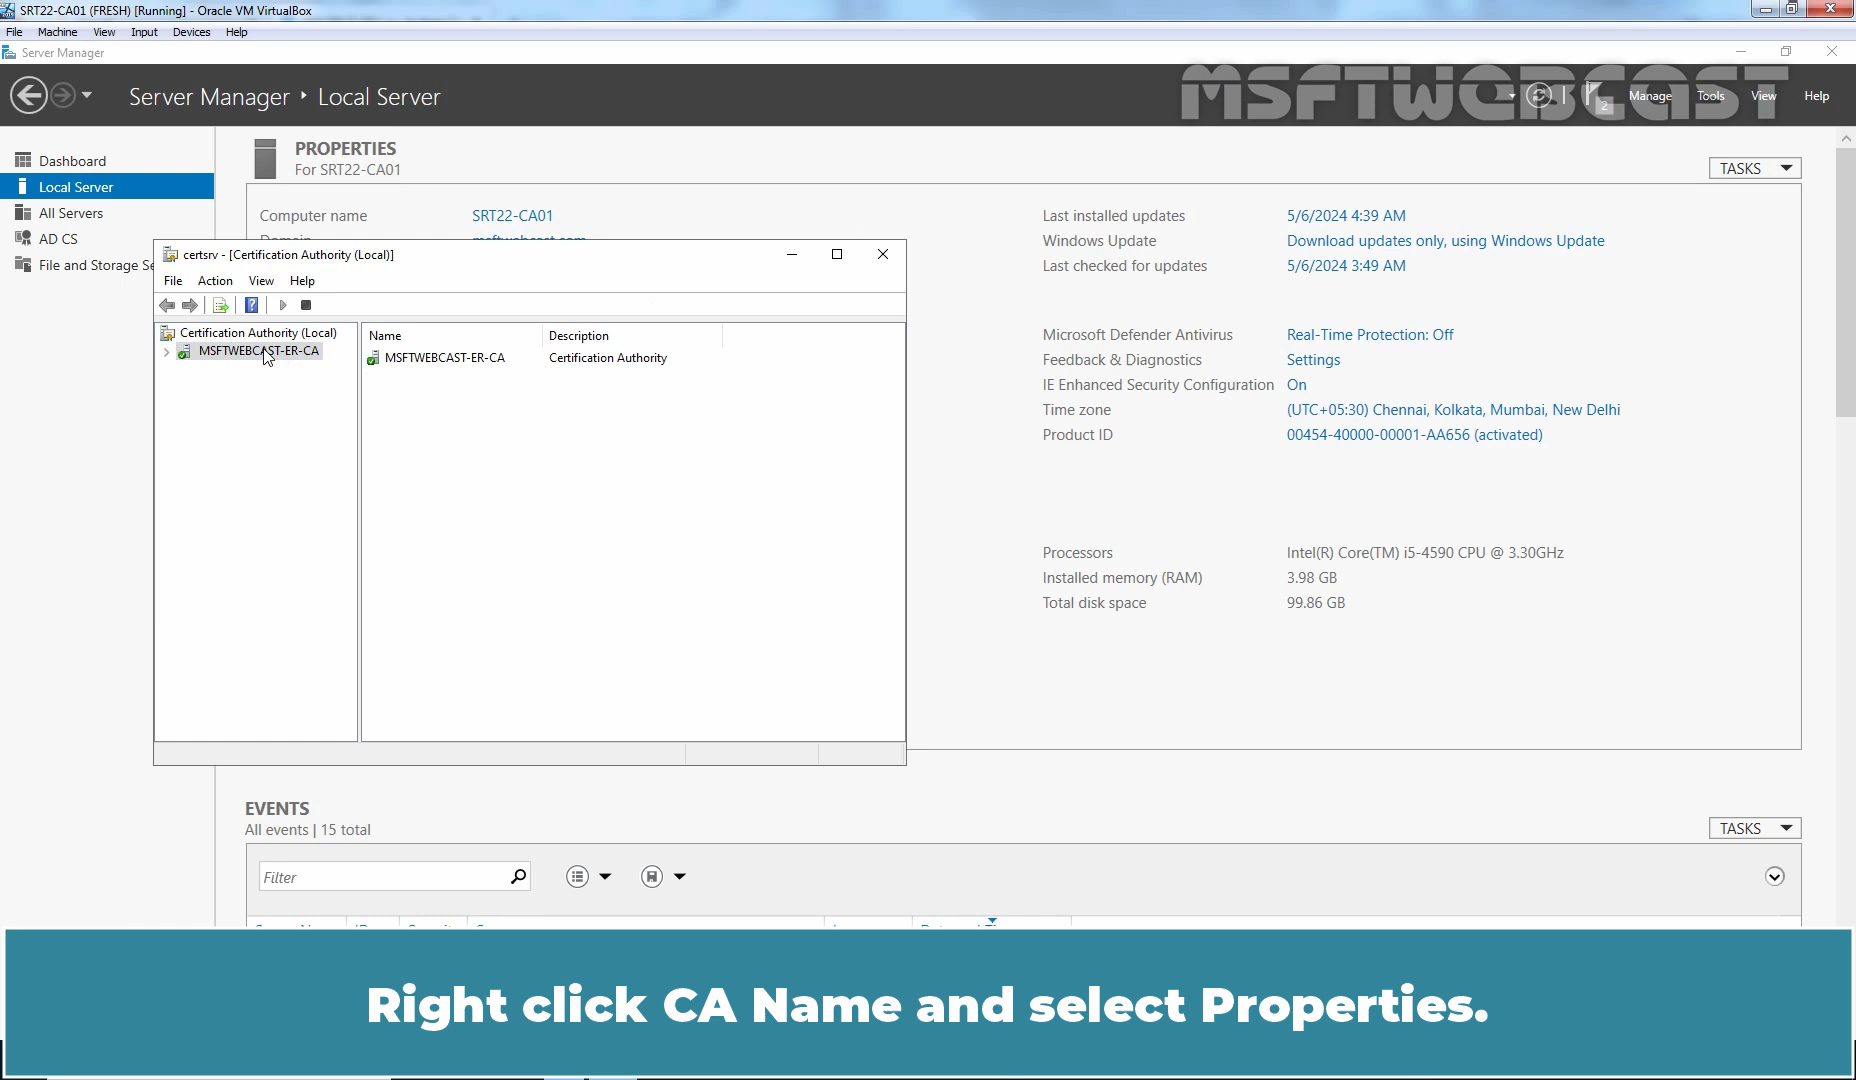 SRT22-CA01 (FRESH) [Running] - Oracle VM VirtualBox
File Machine View Input Devices Help
Server Manager
Server Manager ‣ Local Server
MSFTWEBCAST
2 Manage Tools View Help
Dashboard
Local Server
All Servers
AD CS
File and Storage Se
PROPERTIES
For SRT22-CA01
TASKS
Computer name SRT22-CA01
Last installed updates 5/6/2024 4:39 AM
Windows Update Download updates only, using Windows Update
Last checked for updates 5/6/2024 3:49 AM
Microsoft Defender Antivirus Real-Time Protection: Off
Feedback & Diagnostics Settings
IE Enhanced Security Configuration On
Time zone (UTC+05:30) Chennai, Kolkata, Mumbai, New Delhi
Product ID 00454-40000-00001-AA656 (activated)
Processors Intel(R) Core(TM) i5-4590 CPU @ 3.30GHz
Installed memory (RAM) 3.98 GB
Total disk space 99.86 GB
certsrv - [Certification Authority (Local)]
File Action View Help
Certification Authority (Local)
MSFTWEBCAST-ER-CA
Name Description
MSFTWEBCAST-ER-CA Certification Authority
EVENTS
All events | 15 total
TASKS
Filter
Right click CA Name and select Properties.